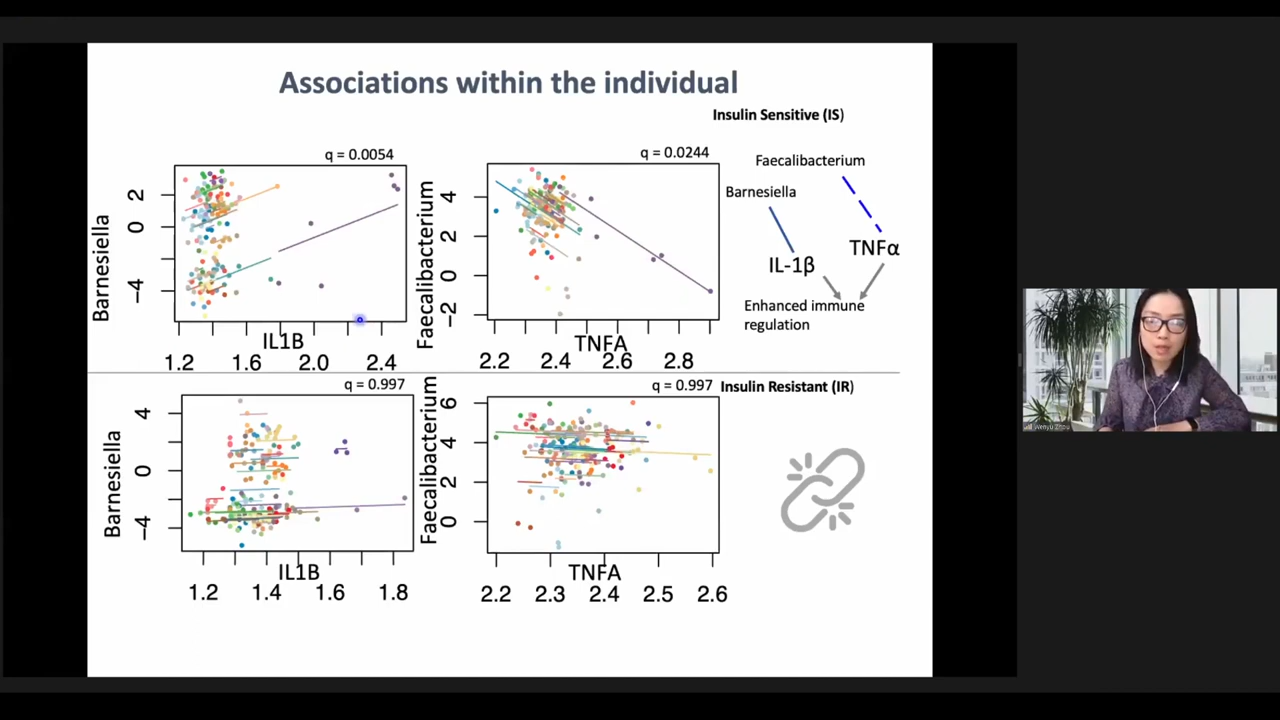 Associations within the individual
Insulin Sensitive (IS)
q = 0.0054
q = 0.0244
Faecalibacterium
Barnesiella
TNFα
IL-1β
Enhanced immune
regulation
Barnesiella
2
0
−4
IL1B
1.2 1.6 2.0 2.4
Faecalibacterium
4
2
0
−2
TNFA
2.2 2.4 2.6 2.8
q = 0.997
q = 0.997
Insulin Resistant (IR)
Barnesiella
4
0
−4
IL1B
1.2 1.4 1.6 1.8
Faecalibacterium
6
4
2
0
TNFA
2.2 2.3 2.4 2.5 2.6
Wenyu Zhou